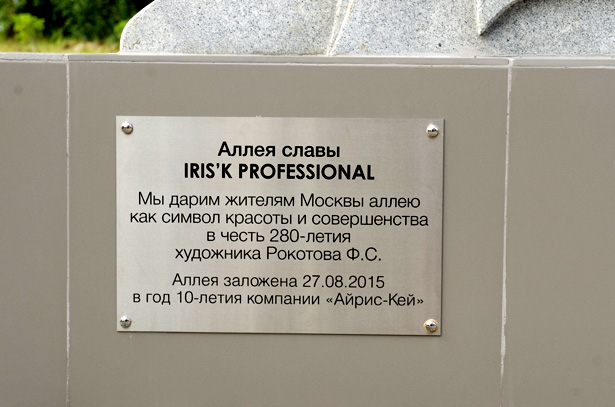 Аллея славы
IRIS'K PROFESSIONAL
Мы дарим жителям Москвы аллею
как символ красоты и совершенства
в честь 280-летия
художника Рокотова Ф.С.
Аллея заложена 27.08.2015
в год 10-летия компании «Айрис-Кей»